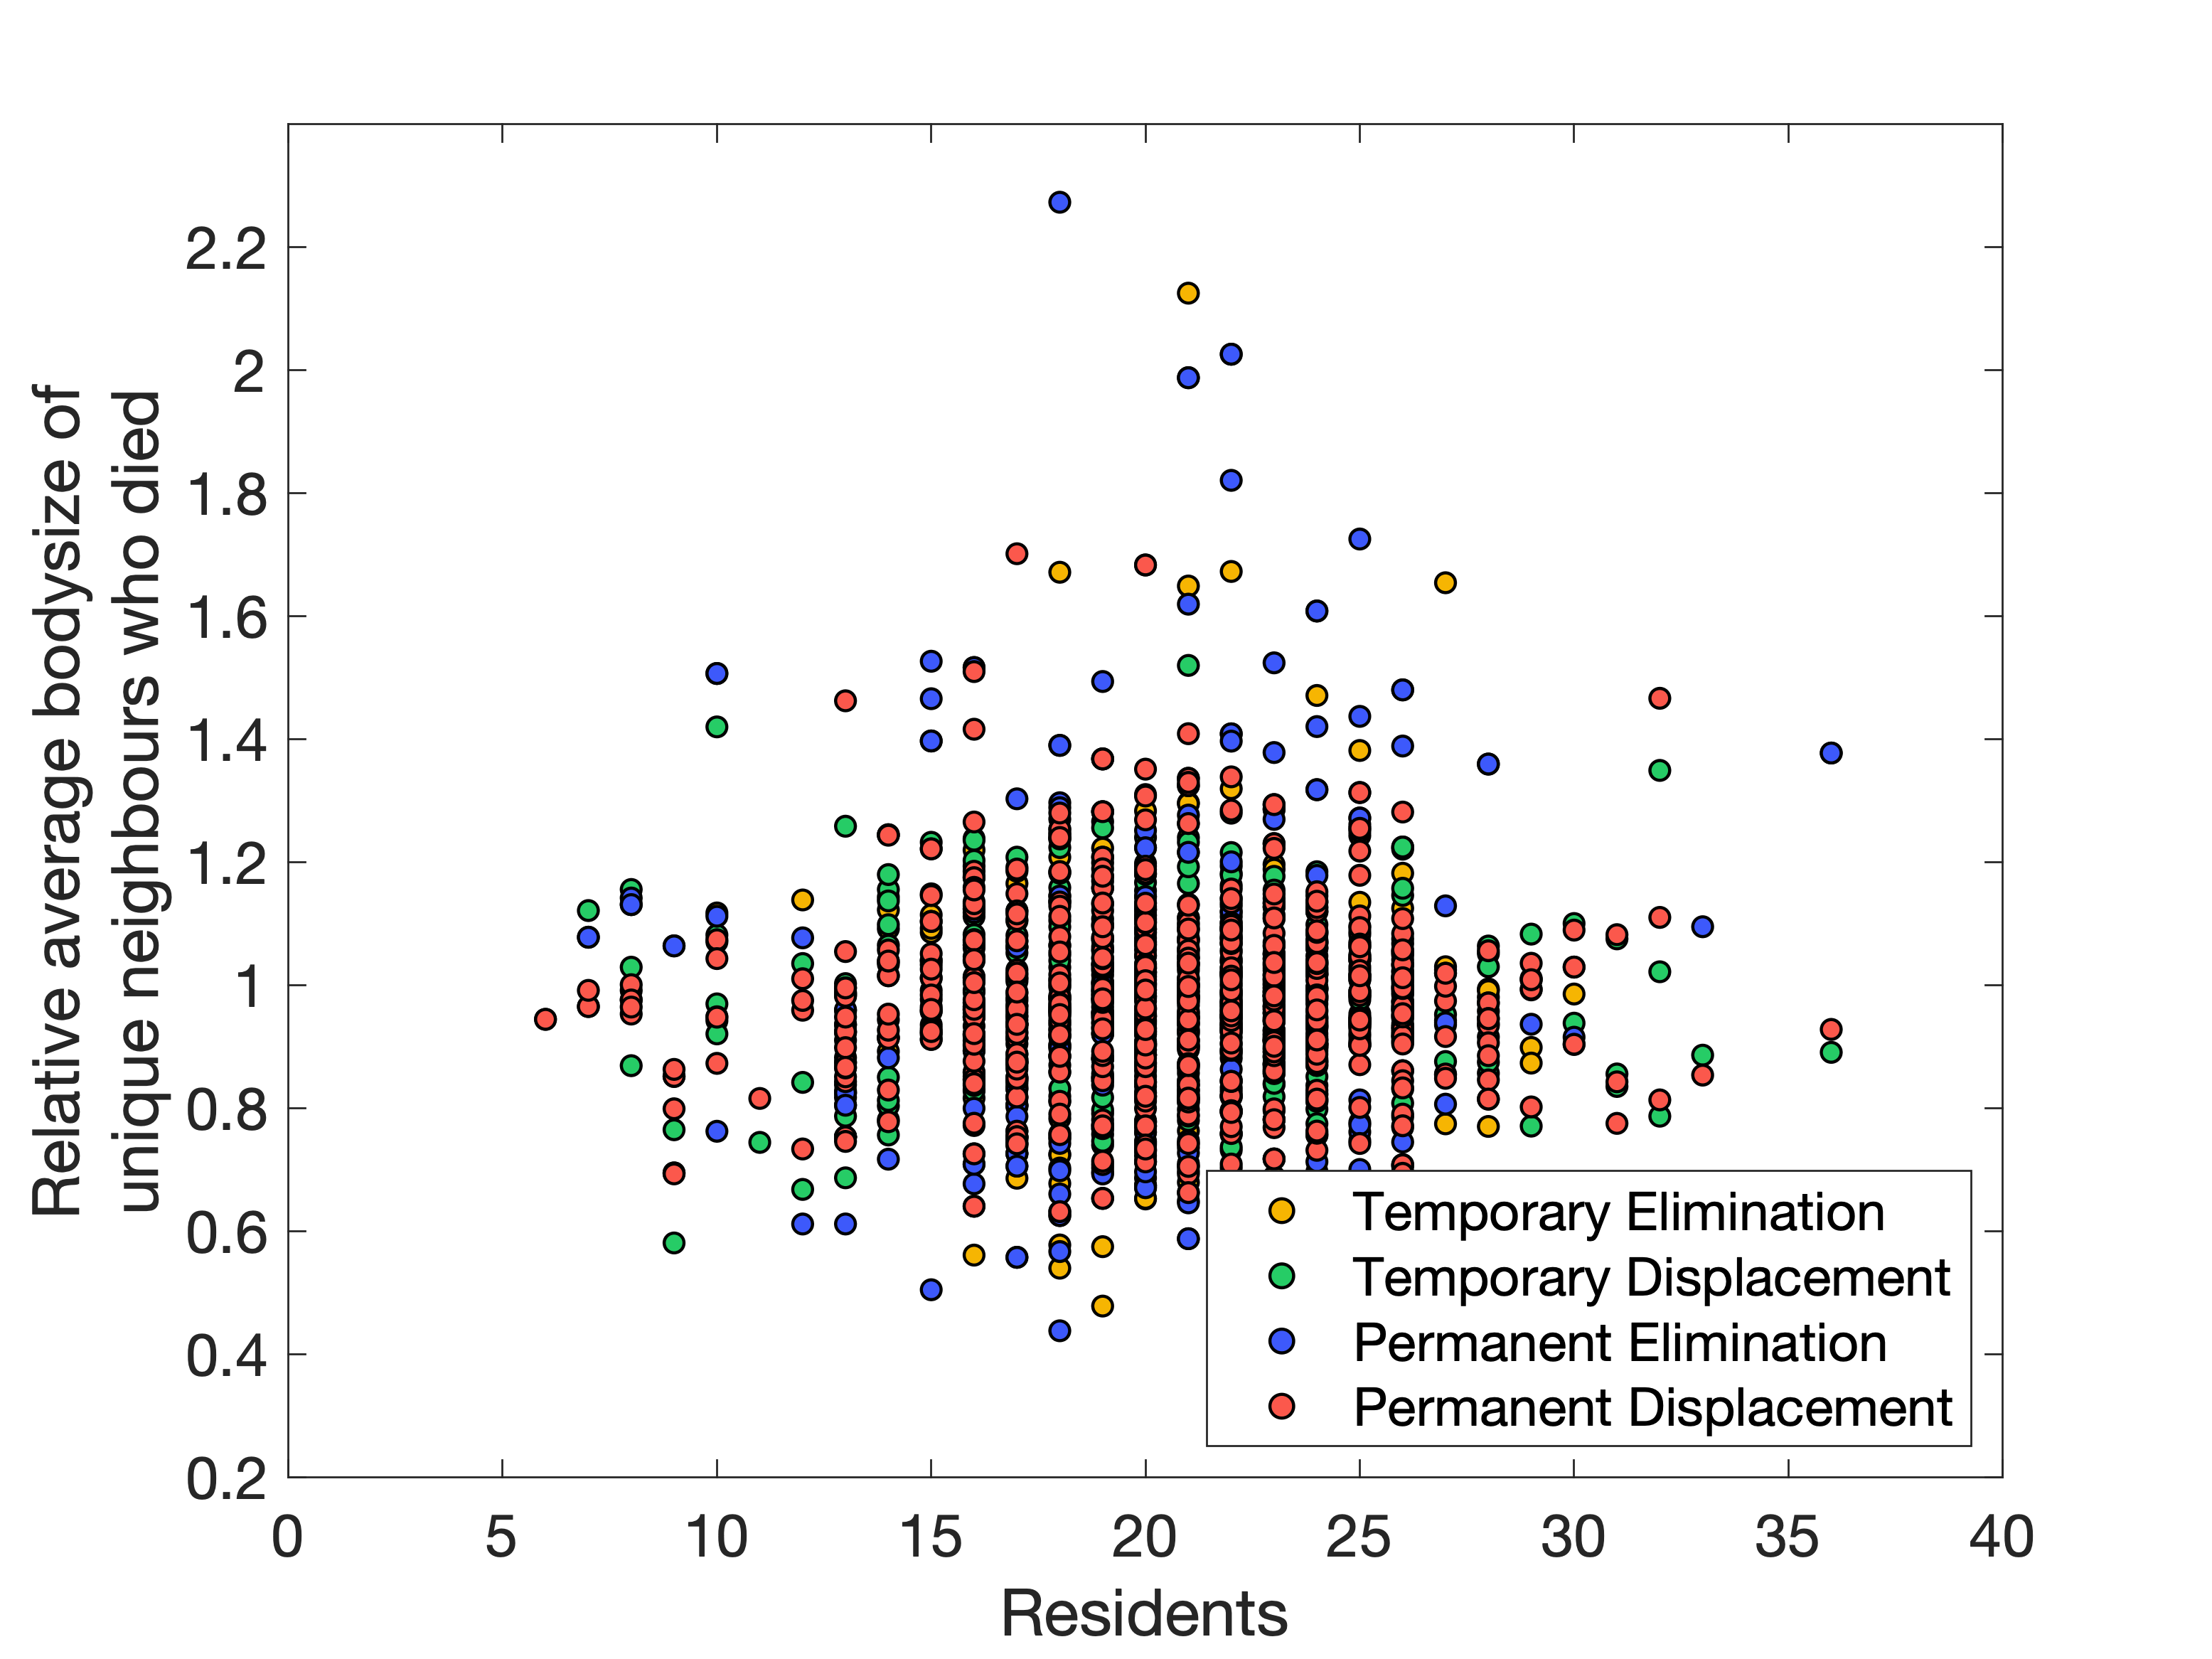 Relative average bodysize of
unique neighbours who died
2.2
2
1.8
1.6
1.4
1.2
1
0.8
0.6
0.4
0.2
Temporary Elimination
Temporary Displacement
Permanent Elimination
Permanent Displacement
0 5 10 15 20 25 30 35 40
Residents